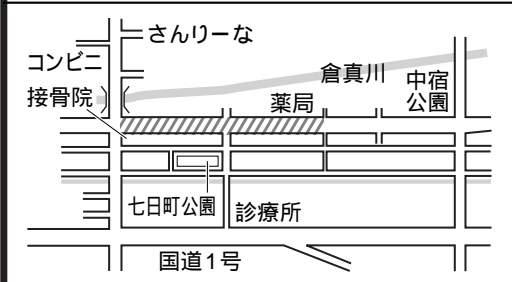 さんりーな
コンビニ
倉真川
中宿
公園
接骨院
薬局
七日町公園
診療所
国道1号